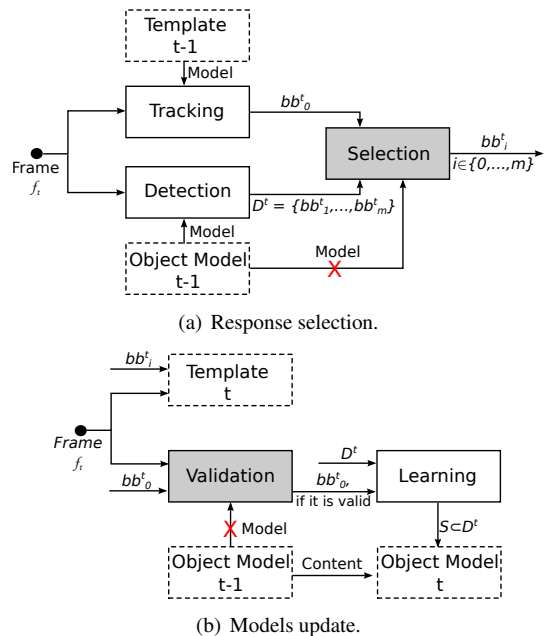 Template
t-1
Model
Tracking
bb^t_0
Selection
bb^t_i
i∈{0,...,m}
Frame
f_t
Detection
D^t = {bb^t_1,...,bb^t_m}
Model
Object Model
t-1
Model
X
(a) Response selection.
bb^t_i
Template
t
Frame
f_t
Validation
bb^t_0
D^t
bb^t_0,
if it is valid
Learning
X Model
S⊂D^t
Object Model
t-1
Content
Object Model
t
(b) Models update.